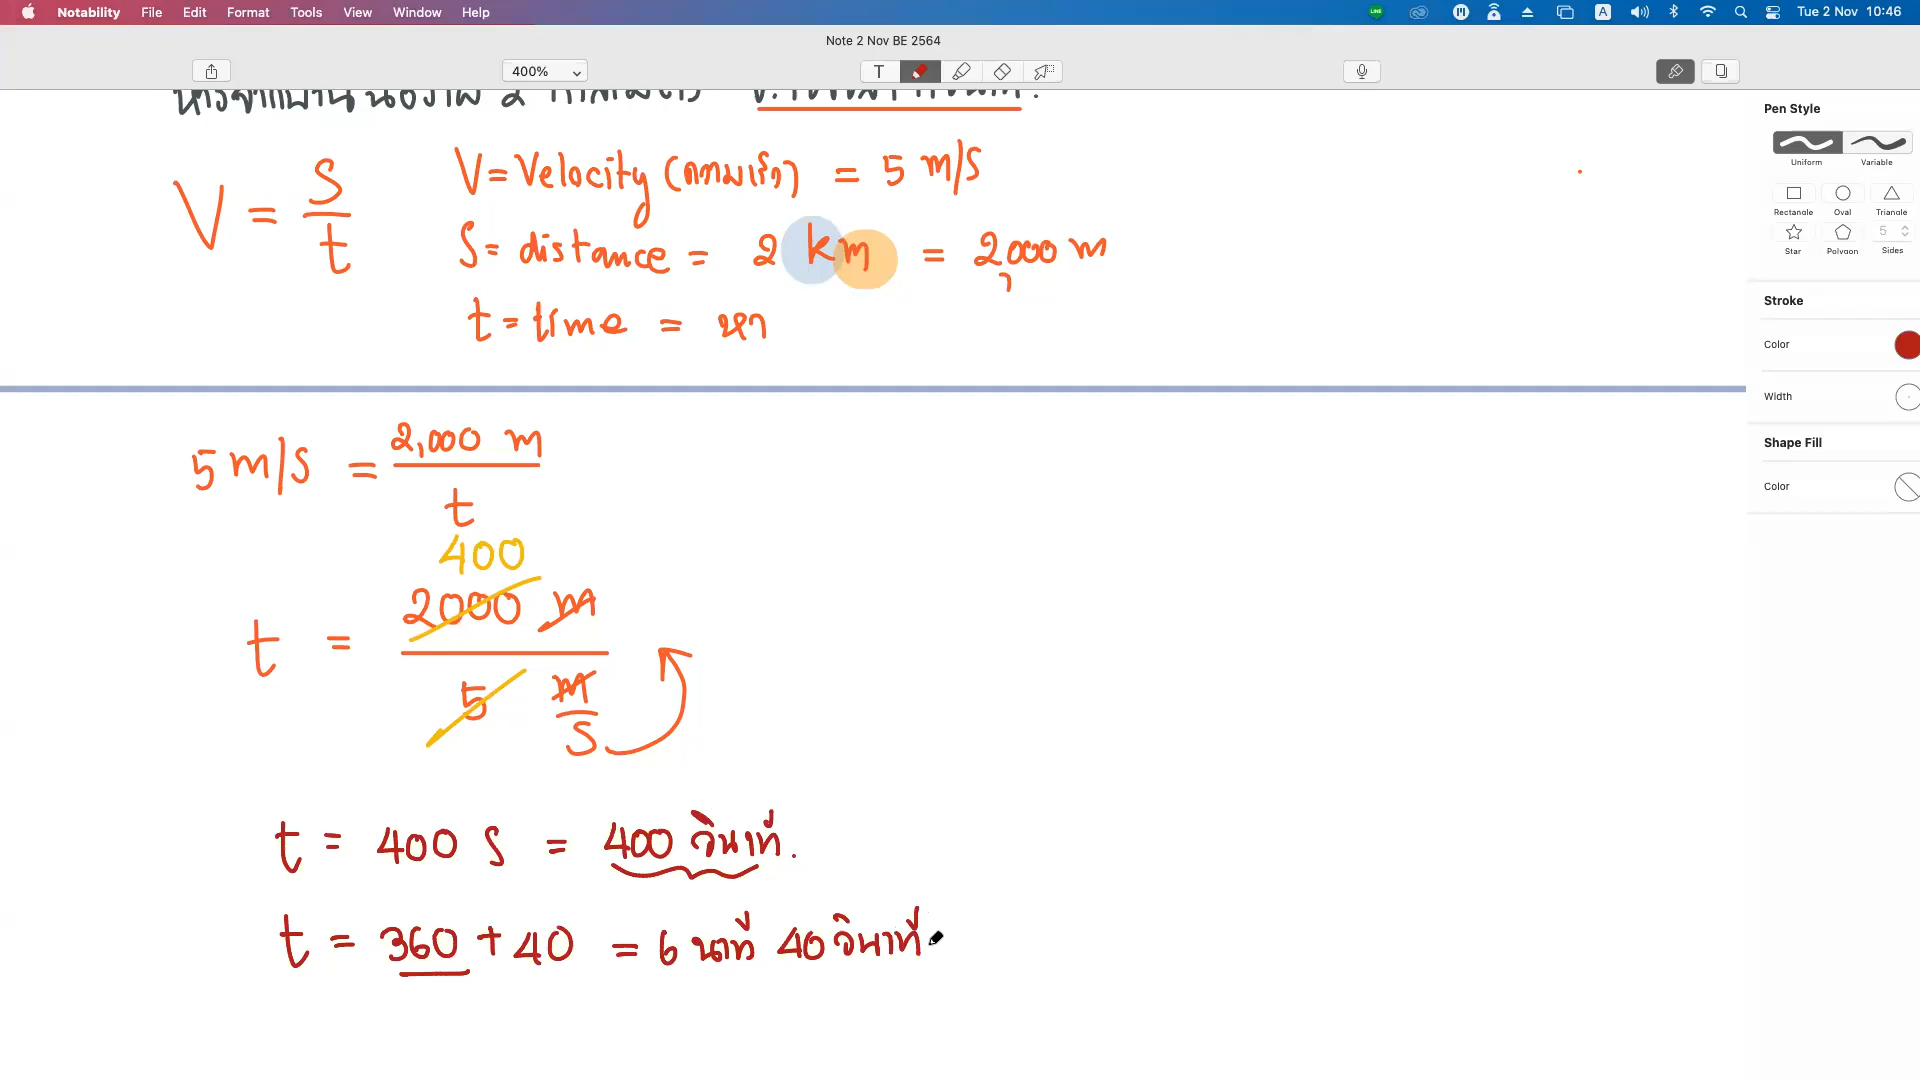 Notability File Edit Format Tools View Window Help
LINE A Tue 2 Nov 10:46
Note 2 Nov BE 2564
400% T
Pen Style
Uniform Variable
Rectangle Oval Triangle
5
Star Polygon Sides
Stroke
Color
Width
Shape Fill
Color
V = S/t
V = Velocity (ความเร็ว) = 5 m/s
S = distance = 2 km = 2,000 m
t = time = หา
5 m/s = 2,000 m / t
400
t = 2000 m / 5 m/s
t = 400 S = 400 วินาที.
t = 360 + 40 = 6 นาที 40 วินาที